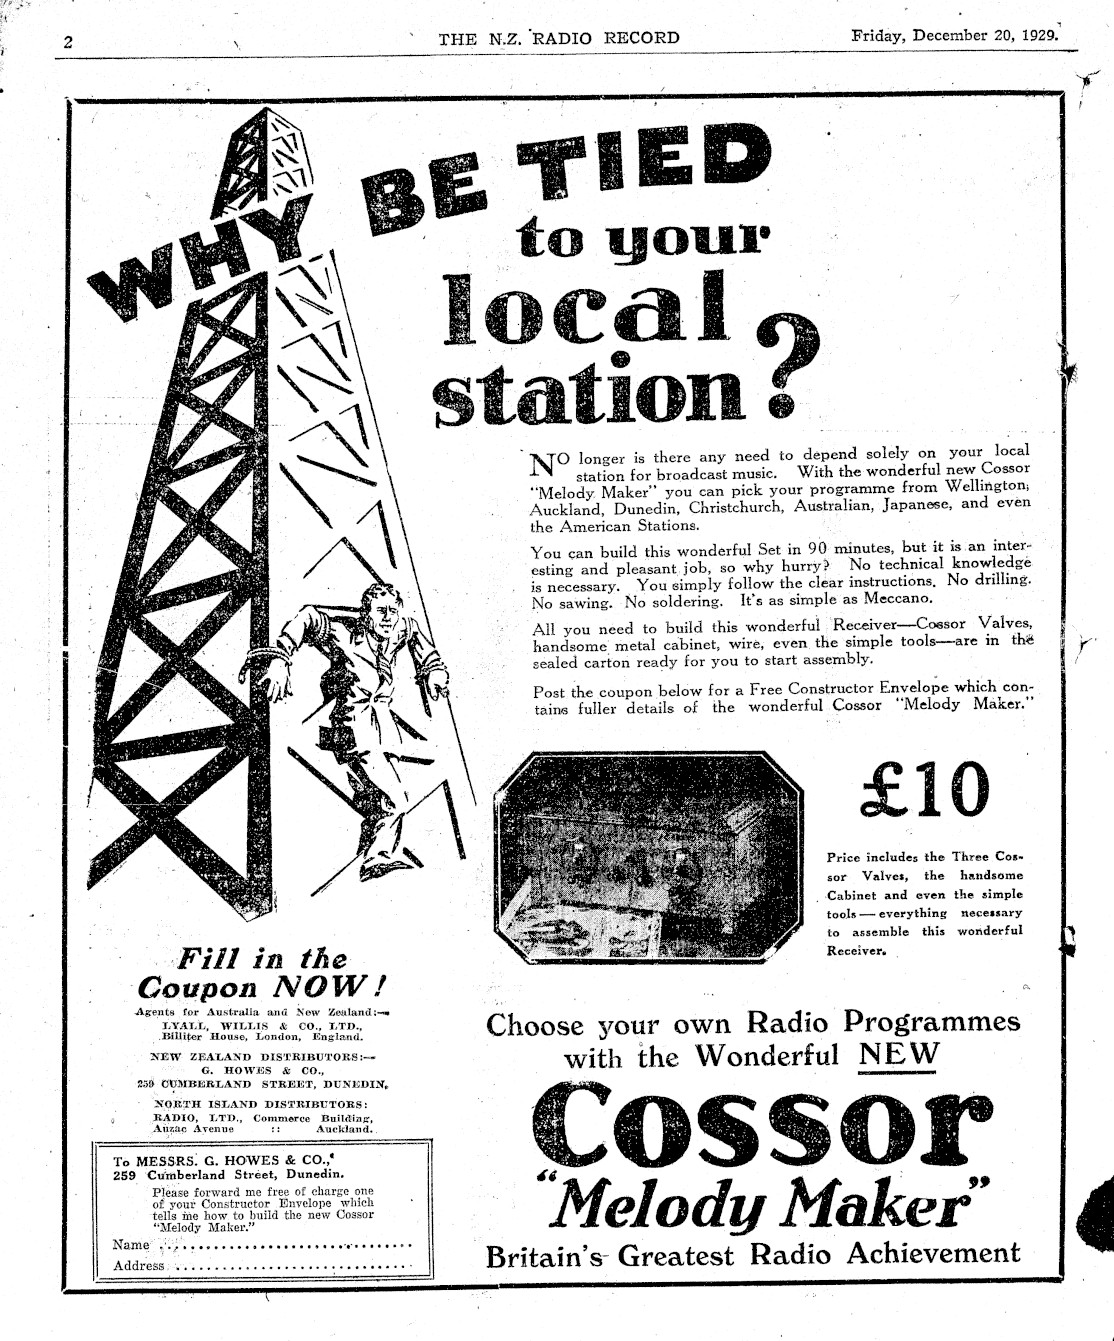 2
THE N.Z. RADIO RECORD
Friday, December 20, 1929.
WHY BE TIED
to your
local
station?
NO longer is there any need to depend solely on your local
station for broadcast music. With the wonderful new Cossor
"Melody Maker" you can pick your programme from Wellington,
Auckland, Dunedin, Christchurch, Australian, Japanese, and even
the American Stations.
You can build this wonderful Set in 90 minutes, but it is an inter-
esting and pleasant job, so why hurry? No technical knowledge
is necessary. You simply follow the clear instructions. No drilling.
No sawing. No soldering. It's as simple as Meccano.
All you need to build this wonderful Receiver—Cossor Valves,
handsome metal cabinet, wire, even the simple tools—are in the
sealed carton ready for you to start assembly.
Post the coupon below for a Free Constructor Envelope which con-
tains fuller details of the wonderful Cossor "Melody Maker."
£10
Price includes the Three Cos-
sor Valves, the handsome
Cabinet and even the simple
tools—everything necessary
to assemble this wonderful
Receiver.
Fill in the
Coupon NOW!
Agents for Australia and New Zealand:—
LYALL, WILLIS & CO., LTD.,
Billiter House, London, England.
NEW ZEALAND DISTRIBUTORS:—
G. HOWES & CO.,
259 CUMBERLAND STREET, DUNEDIN.
NORTH ISLAND DISTRIBUTORS:
RADIO, LTD., Commerce Building,
Anzac Avenue :: Auckland.
To MESSRS. G. HOWES & CO.,
259 Cumberland Street, Dunedin.
Please forward me free of charge one
of your Constructor Envelope which
tells me how to build the new Cossor
"Melody Maker."
Name ................................
Address ..............................
Choose your own Radio Programmes
with the Wonderful NEW
Cossor
"Melody Maker"
Britain's Greatest Radio Achievement